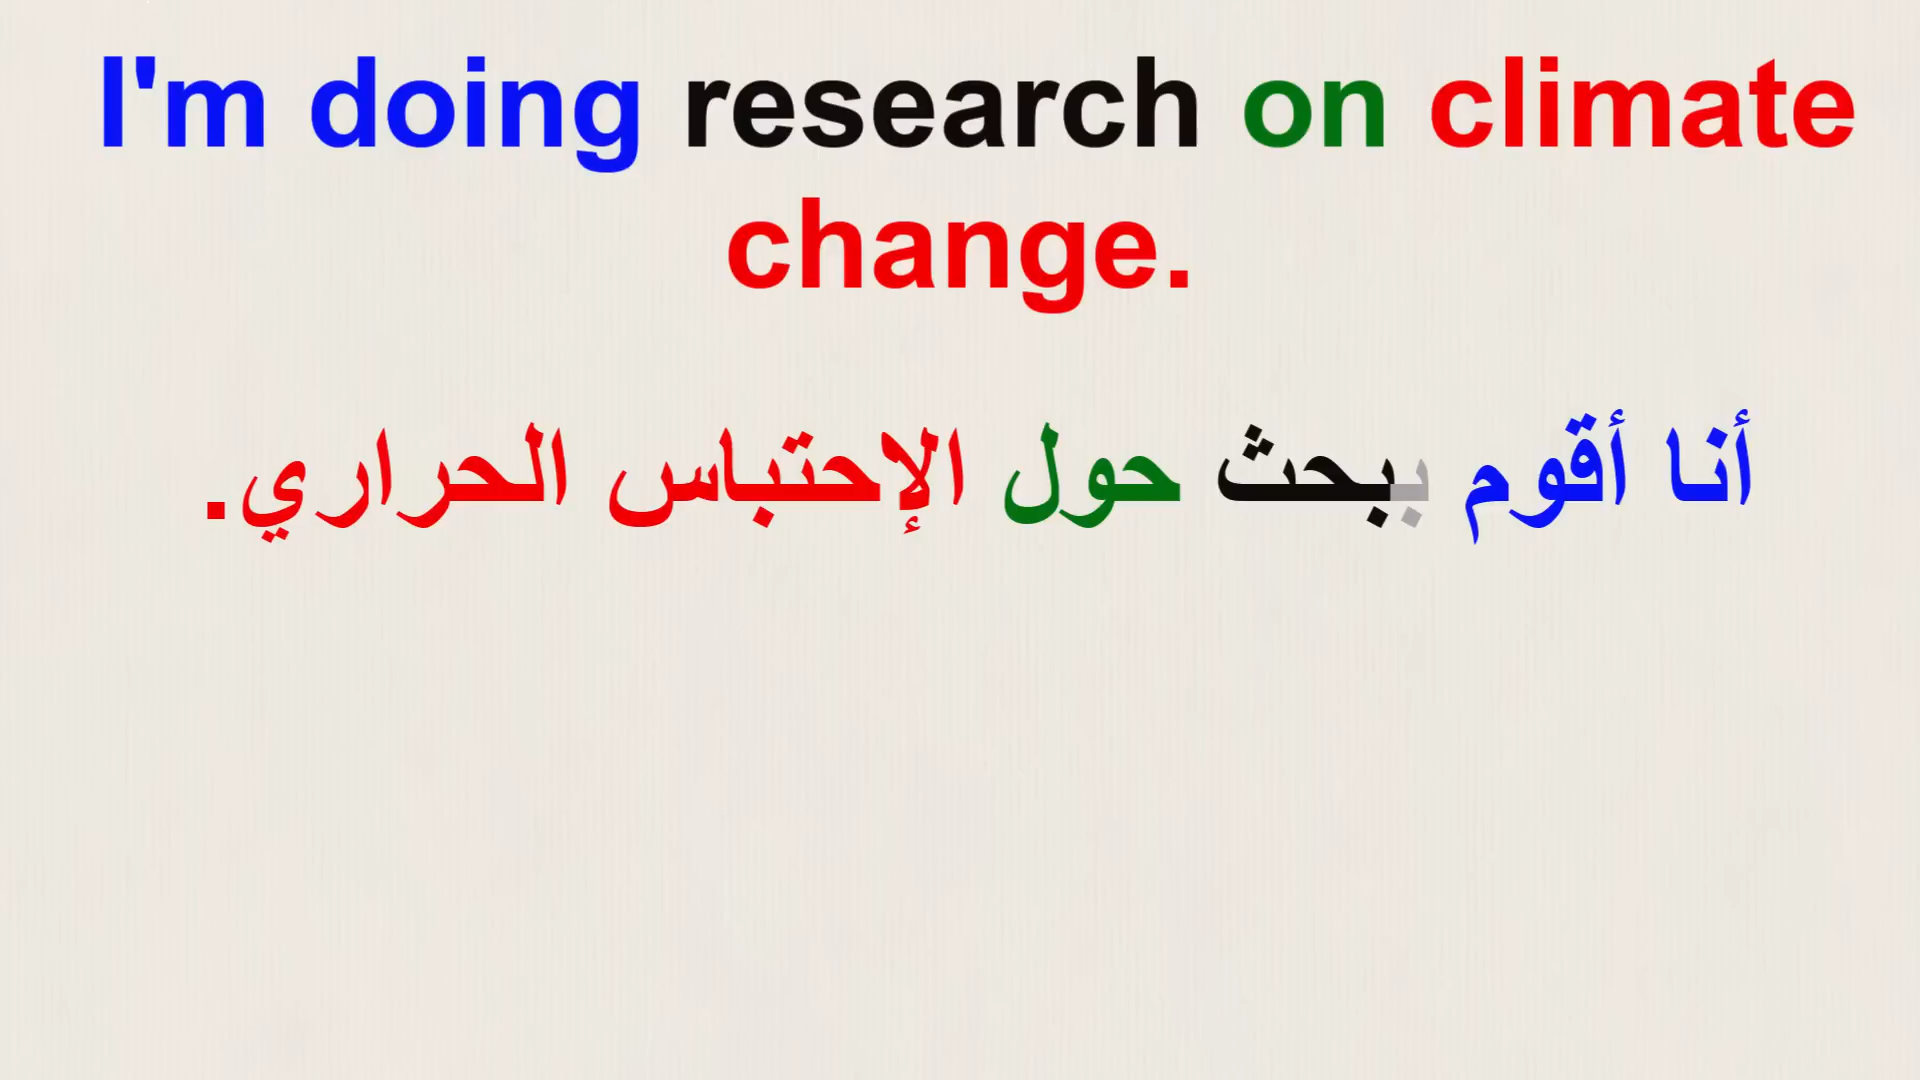 I'm doing research on climate
change.
أنا أقوم ببحث حول الإحتباس الحراري.